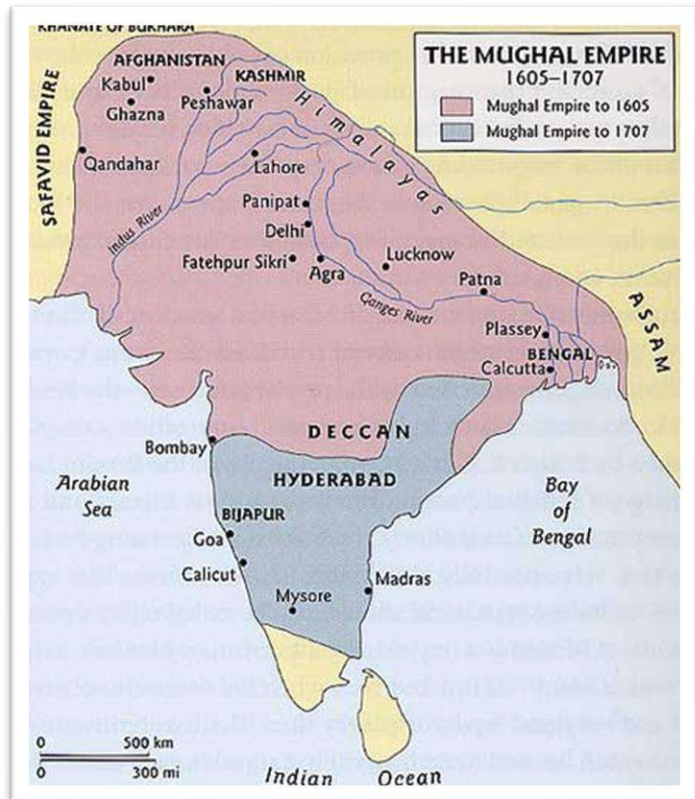 KHANATE OF BUKHARA
THE MUGHAL EMPIRE
1605–1707
Mughal Empire to 1605
Mughal Empire to 1707
AFGHANISTAN
KASHMIR
Kabul
Peshawar
Ghazna
Himalayas
SAFAVID EMPIRE
Qandahar
Lahore
Panipat
Indus River
Delhi
Fatehpur Sikri
Agra
Lucknow
Patna
Ganges River
ASSAM
Plassey
BENGAL
Calcutta
DECCAN
Bombay
HYDERABAD
Arabian
Sea
Bay
of
Bengal
BIJAPUR
Goa
Calicut
Madras
Mysore
0 500 km
0 300 mi
Indian Ocean